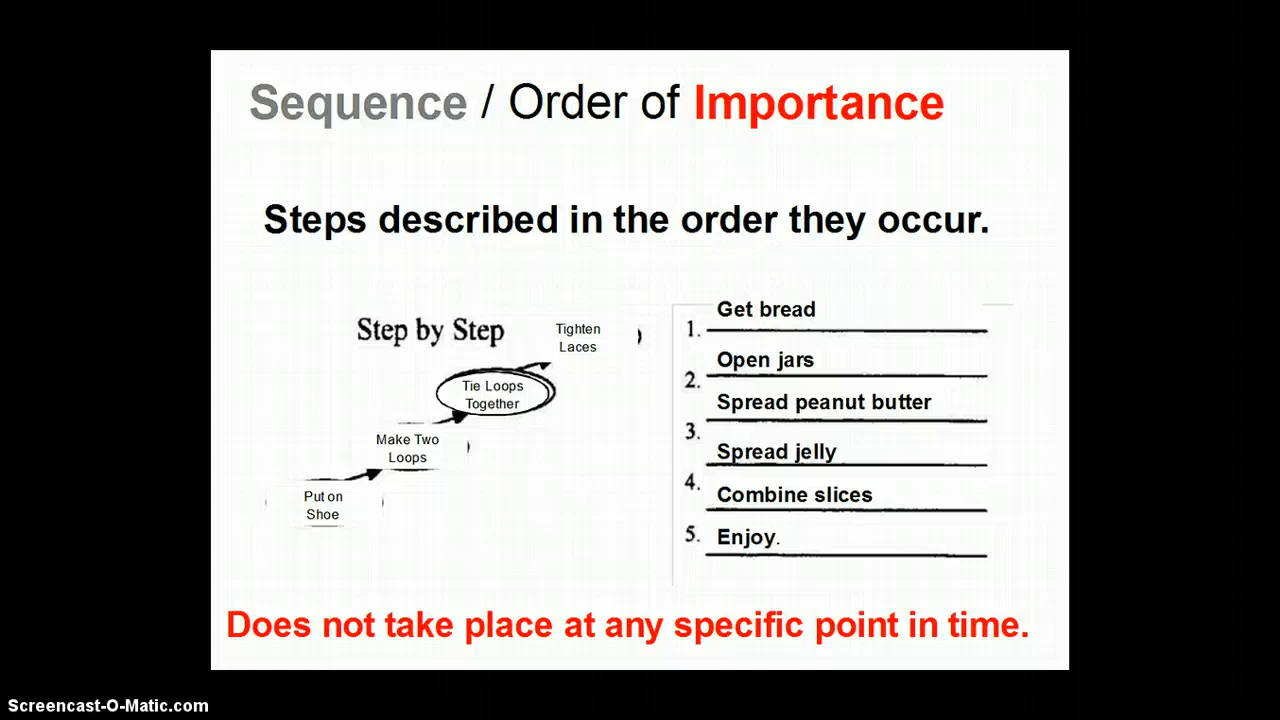 Sequence / Order of Importance
Steps described in the order they occur.
Step by Step
Tighten
Laces
Tie Loops
Together
Make Two
Loops
Put on
Shoe
Get bread
1.
Open jars
2.
Spread peanut butter
3.
Spread jelly
4.
Combine slices
5.
Enjoy.
Does not take place at any specific point in time.
Screencast-O-Matic.com